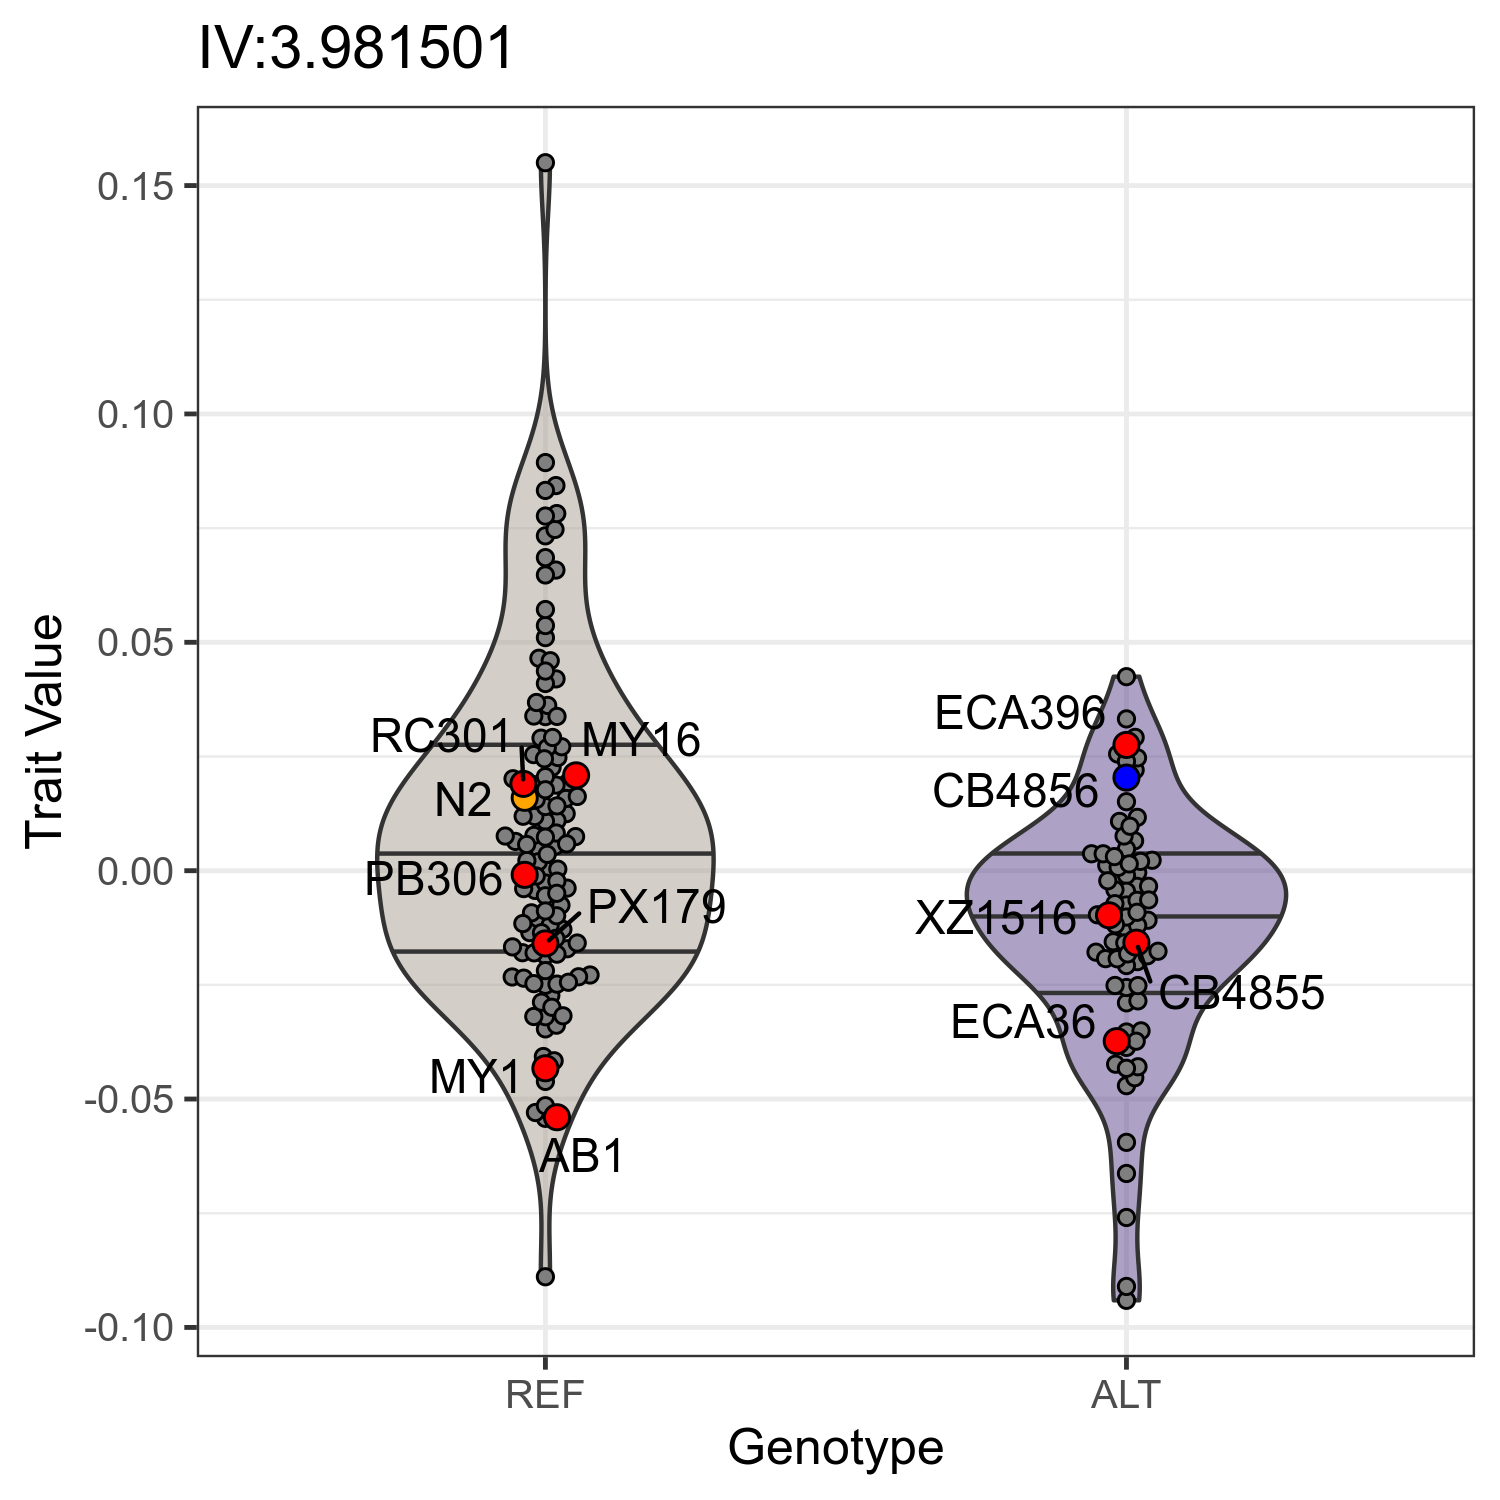 IV:3.981501
Trait Value
0.15
0.10
0.05
0.00
-0.05
-0.10
RC301
MY16
N2
PB306
PX179
MY1
AB1
ECA396
CB4856
XZ1516
CB4855
ECA36
REF
ALT
Genotype